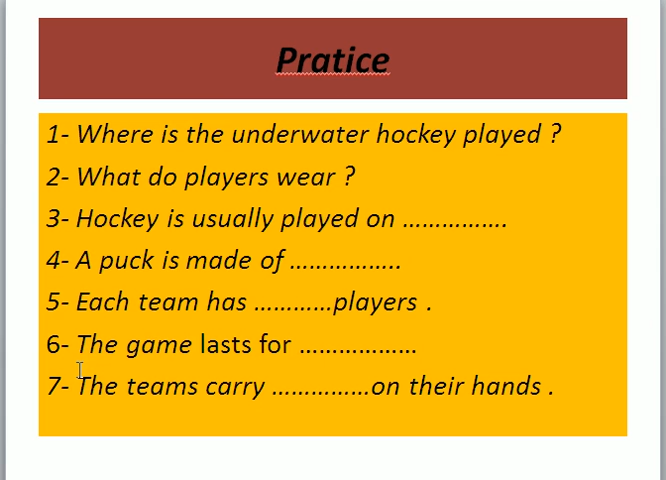 Pratice
1- Where is the underwater hockey played ?
2- What do players wear ?
3- Hockey is usually played on …………….
4- A puck is made of ……………..
5- Each team has …………players .
6- The game lasts for ………………
7- The teams carry ……………on their hands .